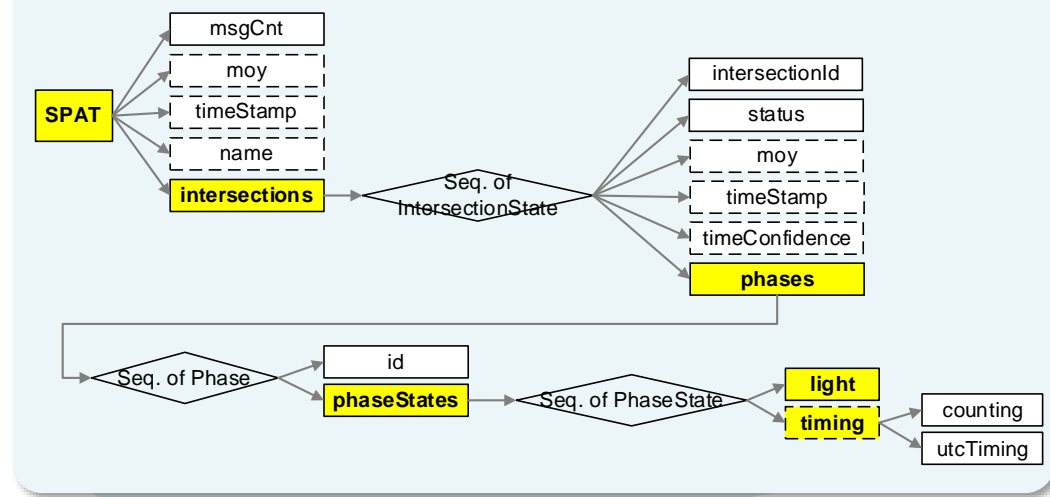 SPAT
msgCnt
moy
timeStamp
name
intersections
Seq. of
IntersectionState
intersectionId
status
moy
timeStamp
timeConfidence
phases
Seq. of Phase
id
phaseStates
Seq. of PhaseState
light
timing
counting
utcTiming